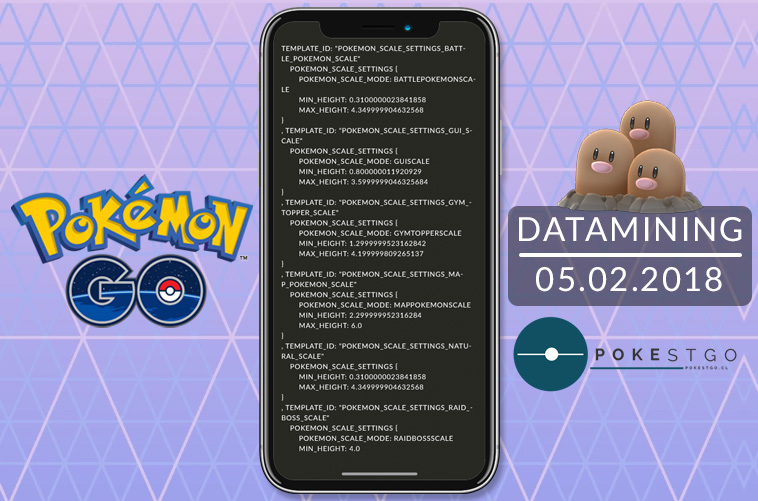 POKéMON
™
GO
TEMPLATE_ID: "POKEMON_SCALE_SETTINGS_BATT-
LE_POKEMON_SCALE"
POKEMON_SCALE_SETTINGS {
POKEMON_SCALE_MODE: BATTLEPOKEMONSCA-
LE
MIN_HEIGHT: 0.3100000023841858
MAX_HEIGHT: 4.349999904632568
}
, TEMPLATE_ID: "POKEMON_SCALE_SETTINGS_GUI_S-
CALE"
POKEMON_SCALE_SETTINGS {
POKEMON_SCALE_MODE: GUISCALE
MIN_HEIGHT: 0.800000011920929
MAX_HEIGHT: 3.5999999046325684
}
, TEMPLATE_ID: "POKEMON_SCALE_SETTINGS_GYM_-
TOPPER_SCALE"
POKEMON_SCALE_SETTINGS {
POKEMON_SCALE_MODE: GYMTOPPERSCALE
MIN_HEIGHT: 1.2999999523162842
MAX_HEIGHT: 4.199999809265137
}
, TEMPLATE_ID: "POKEMON_SCALE_SETTINGS_MA-
P_POKEMON_SCALE"
POKEMON_SCALE_SETTINGS {
POKEMON_SCALE_MODE: MAPPOKEMONSCALE
MIN_HEIGHT: 2.299999952316284
MAX_HEIGHT: 6.0
}
, TEMPLATE_ID: "POKEMON_SCALE_SETTINGS_NATU-
RAL_SCALE"
POKEMON_SCALE_SETTINGS {
MIN_HEIGHT: 0.3100000023841858
MAX_HEIGHT: 4.349999904632568
}
, TEMPLATE_ID: "POKEMON_SCALE_SETTINGS_RAID_-
BOSS_SCALE"
POKEMON_SCALE_SETTINGS {
POKEMON_SCALE_MODE: RAIDBOSSSCALE
MIN_HEIGHT: 4.0
DATAMINING
05.02.2018
POKESTGO
POKESTGO.CL